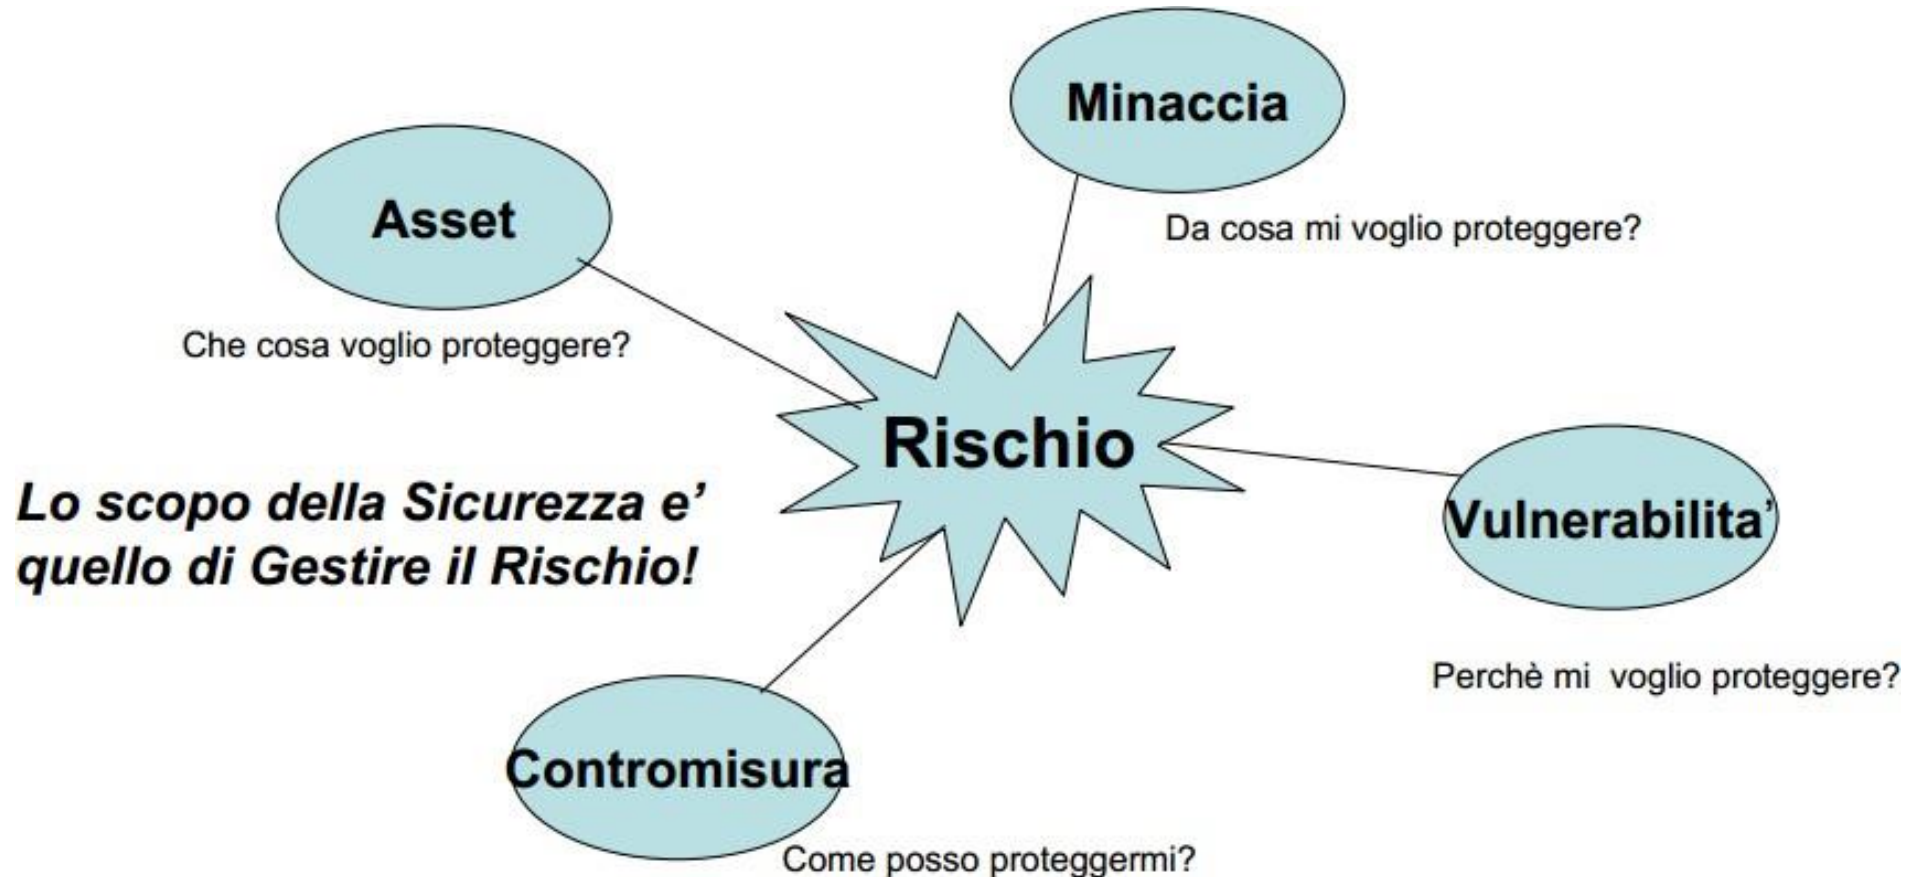 Minaccia
Da cosa mi voglio proteggere?
Asset
Che cosa voglio proteggere?
Rischio
Lo scopo della Sicurezza e’
quello di Gestire il Rischio!
Vulnerabilita’
Perchè mi voglio proteggere?
Contromisura
Come posso proteggermi?